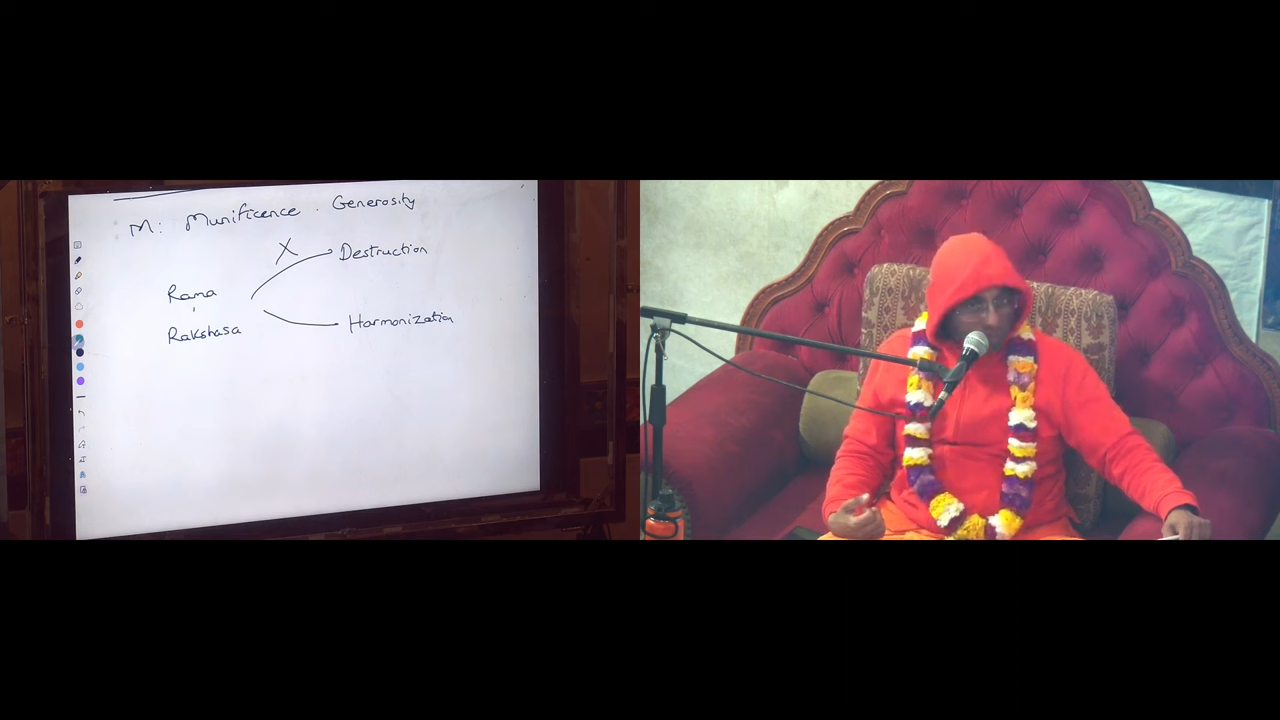 M: Munificence . Generosity
X
Destruction
Rama
Rakshasa
Harmonization